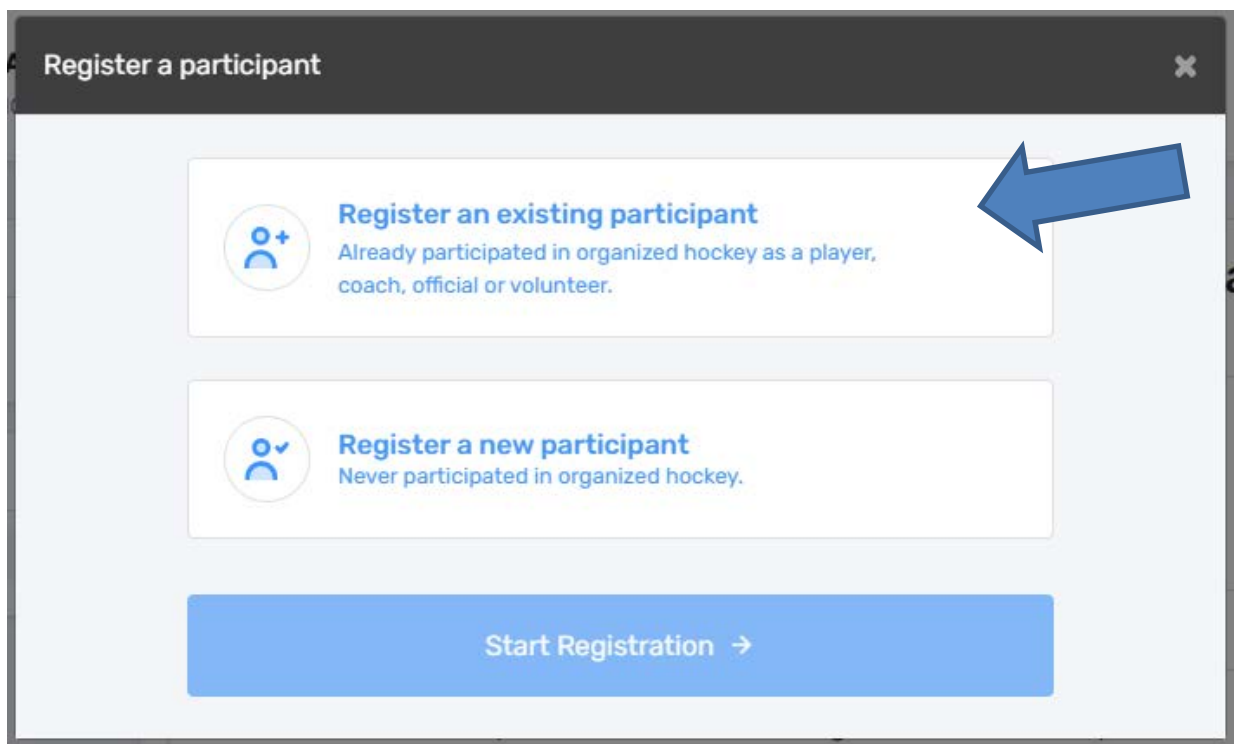 Register a participant
Register an existing participant
Already participated in organized hockey as a player,
coach, official or volunteer.
Register a new participant
Never participated in organized hockey.
Start Registration →